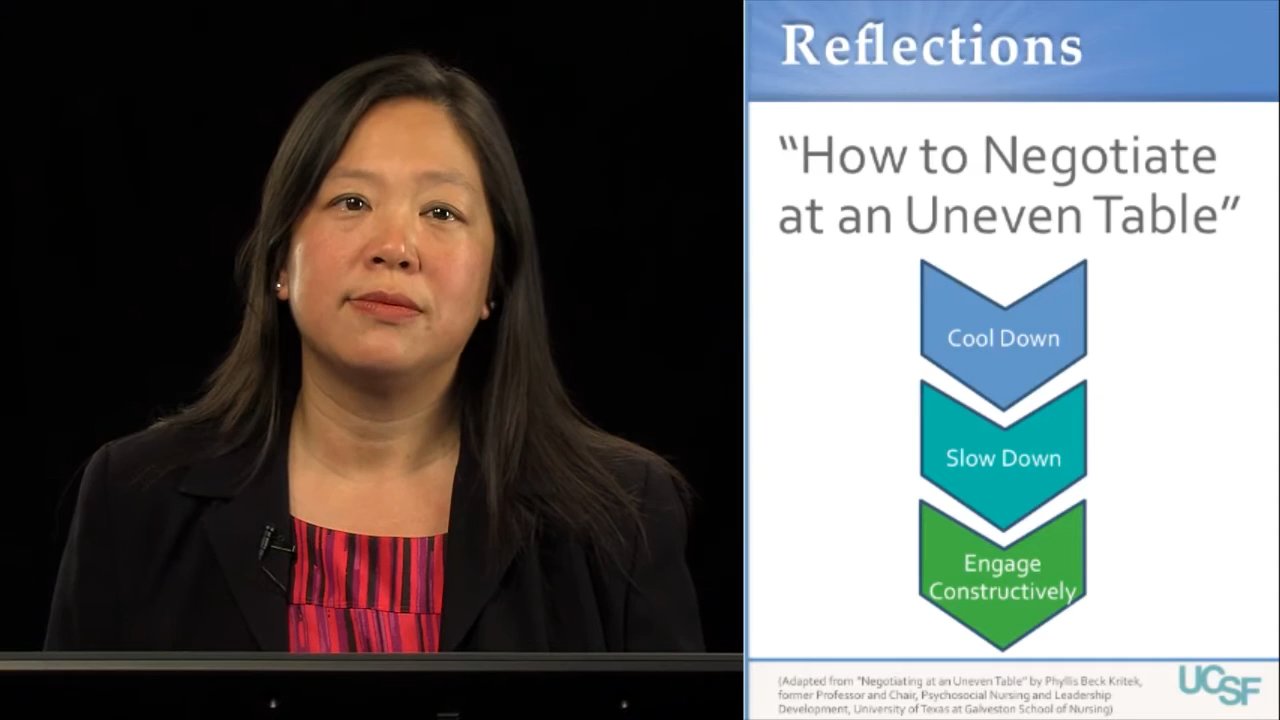 Reflections
“How to Negotiate
at an Uneven Table”
Cool Down
Slow Down
Engage
Constructively
(Adapted from “Negotiating at an Uneven Table” by Phyllis Beck Kritek,
former Professor and Chair, Psychosocial Nursing and Leadership
Development, University of Texas at Galveston School of Nursing)
UCSF